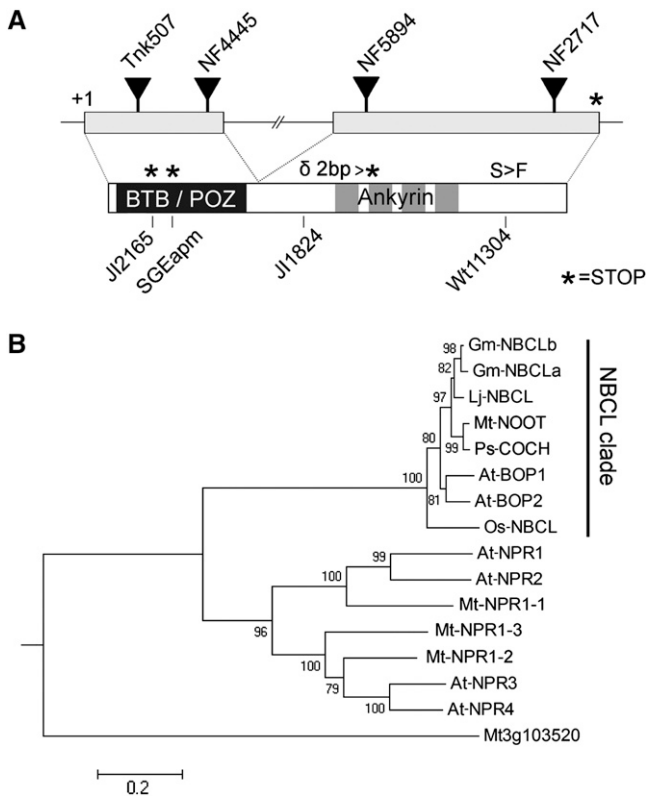 A
Tnk507
NF4445
NF5894
NF2717
+1
*
//
* *
δ 2bp >*
S>F
BTB / POZ
Ankyrin
JI2165
SGEapm
JI1824
Wt11304
*=STOP
B
98
Gm-NBCLb
82
Gm-NBCLa
97
Lj-NBCL
Mt-NOOT
99
Ps-COCH
80
At-BOP1
100
81
At-BOP2
Os-NBCL
NBCL clade
99
At-NPR1
100
At-NPR2
Mt-NPR1-1
96
Mt-NPR1-3
100
Mt-NPR1-2
79
At-NPR3
100
At-NPR4
Mt3g103520
0.2